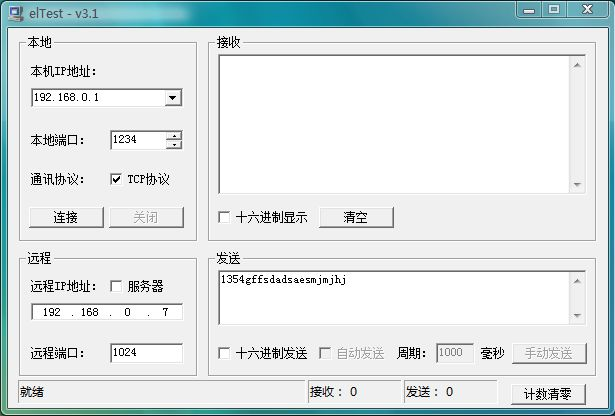 elTest - v3.1
本地
本机IP地址：
192.168.0.1
本地端口：
1234
通讯协议：
TCP协议
连接
关闭
接收
十六进制显示
清空
远程
远程IP地址：
服务器
192 . 168 . 0 . 7
远程端口：
1024
发送
1354gffsdadsaesmjmjhj
十六进制发送
自动发送
周期：
1000
毫秒
手动发送
就绪
接收： 0
发送： 0
计数清零